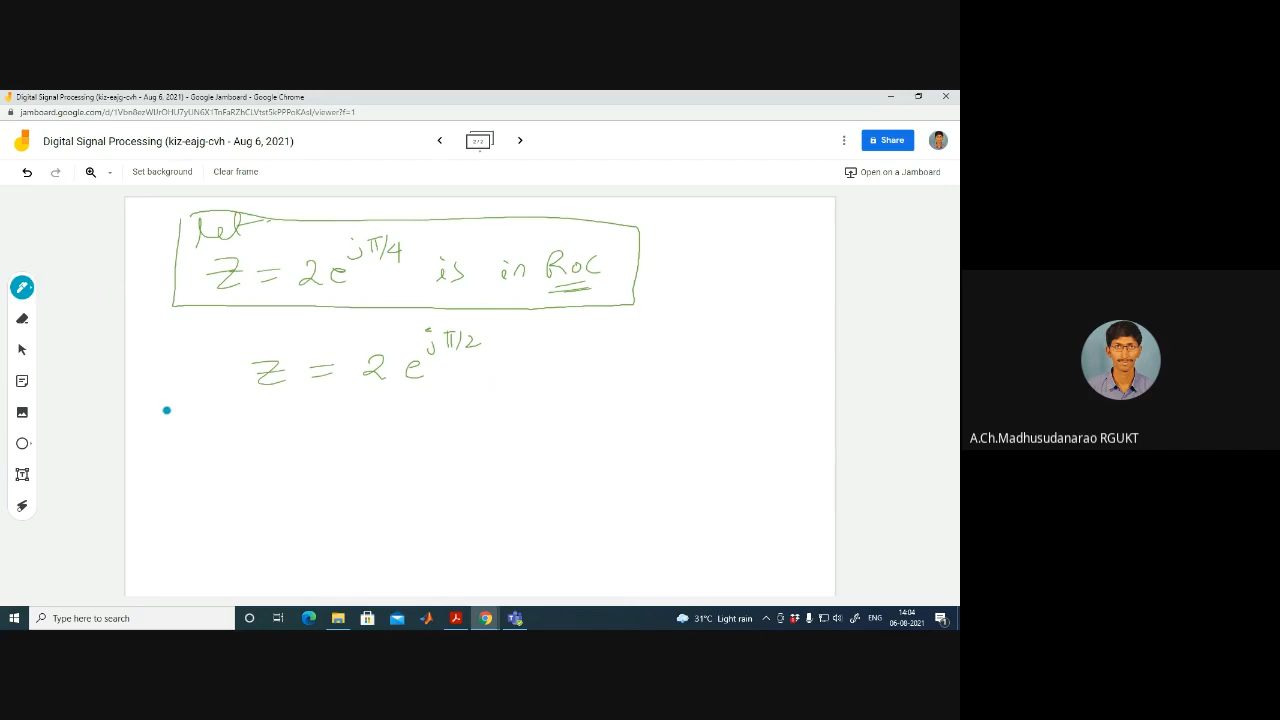 Digital Signal Processing (kiz-eajg-cvh - Aug 6, 2021) - Google Jamboard - Google Chrome
Digital Signal Processing (kiz-eajg-cvh - Aug 6, 2021)
2 / 2
Share
Set background
Clear frame
Open on a Jamboard
Let
Z = 2e^{jπ/4} is in ROC
Z = 2e^{jπ/2}
A.Ch.Madhusudanarao RGUKT
Type here to search
31°C Light rain
ENG
14:04
06-08-2021